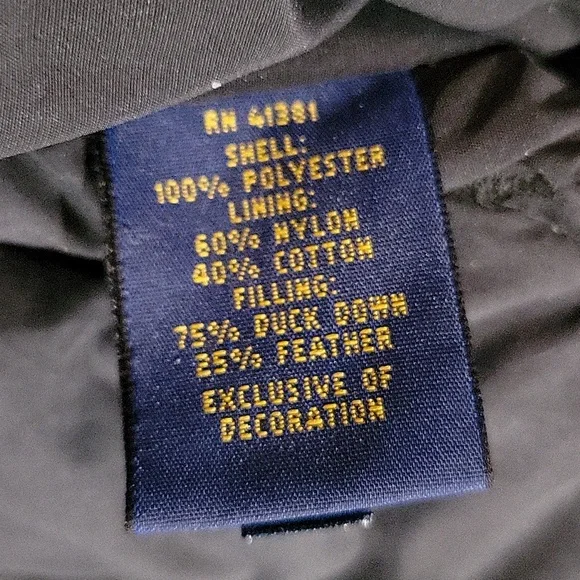 RN 41381
SHELL:
100% POLYESTER
LINING:
60% NYLON
40% COTTON
FILLING:
75% DUCK DOWN
25% FEATHER
EXCLUSIVE OF
DECORATION